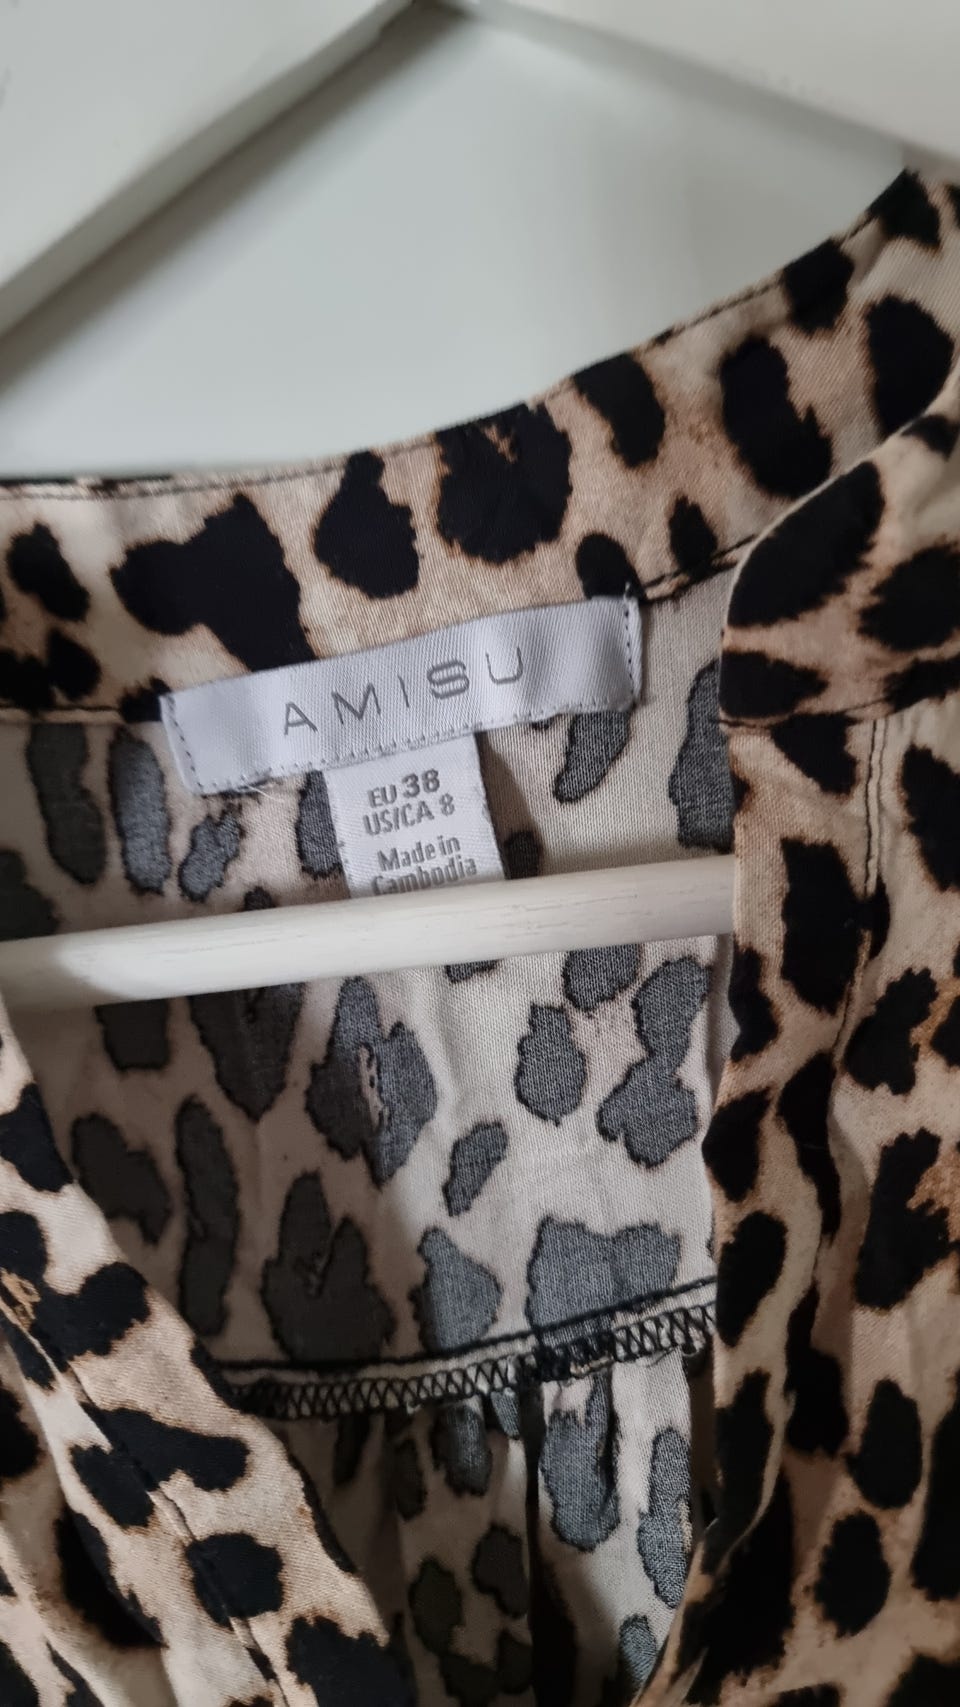 AMISU
EU 38
US/CA 8
Made in
Cambodia